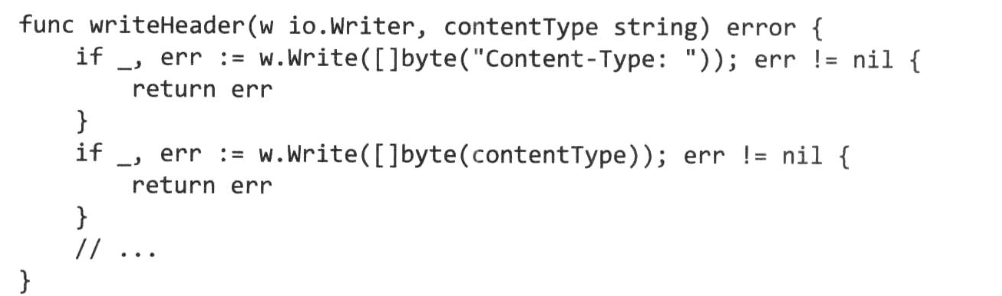 func writeHeader(w io.Writer, contentType string) error {
    if _, err := w.Write([]byte("Content-Type: ")); err != nil {
        return err
    }
    if _, err := w.Write([]byte(contentType)); err != nil {
        return err
    }
    // ...
}